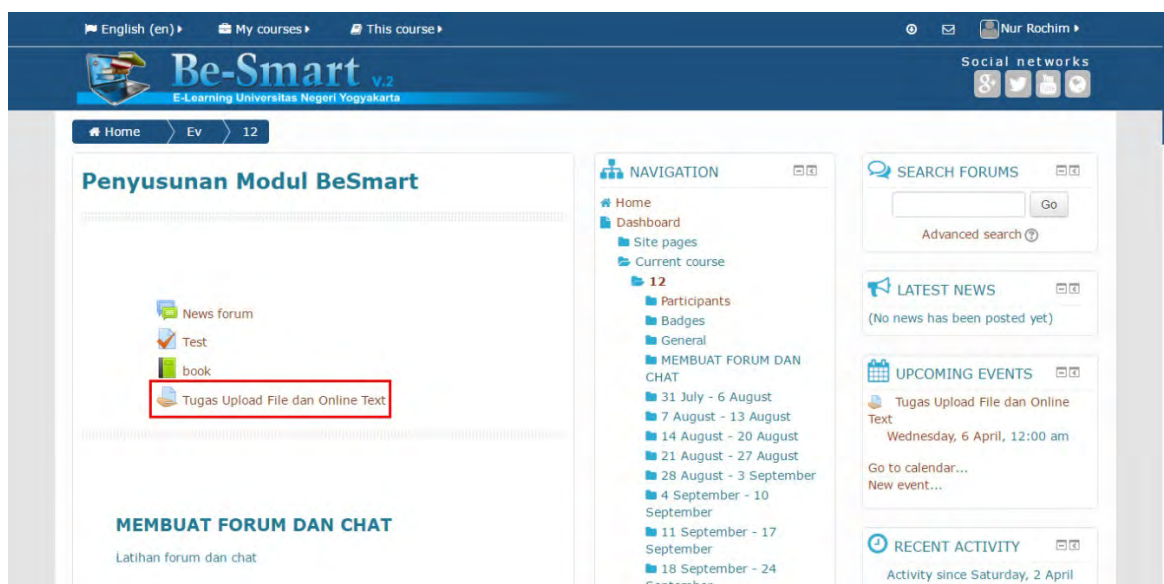 English (en) My courses This course Nur Rochim
Be-Smart v.2
E-Learning Universitas Negeri Yogyakarta
Social networks
Home Ev 12
Penyusunan Modul BeSmart
News forum
Test
book
Tugas Upload File dan Online Text
MEMBUAT FORUM DAN CHAT
Latihan forum dan chat
NAVIGATION
Home
Dashboard
Site pages
Current course
12
Participants
Badges
General
MEMBUAT FORUM DAN
CHAT
31 July - 6 August
7 August - 13 August
14 August - 20 August
21 August - 27 August
28 August - 3 September
4 September - 10
September
11 September - 17
September
18 September - 24
SEARCH FORUMS
Go
Advanced search
LATEST NEWS
(No news has been posted yet)
UPCOMING EVENTS
Tugas Upload File dan Online
Text
Wednesday, 6 April, 12:00 am
Go to calendar...
New event...
RECENT ACTIVITY
Activity since Saturday, 2 April